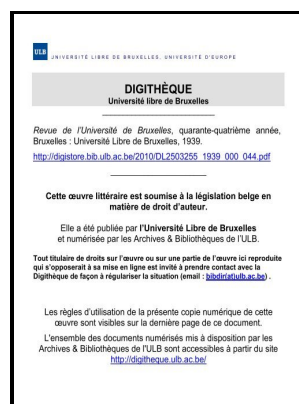 ULB UNIVERSITÉ LIBRE DE BRUXELLES, UNIVERSITÉ D'EUROPE
DIGITHÈQUE
Université libre de Bruxelles
Revue de l'Université de Bruxelles, quarante-quatrième année,
Bruxelles : Université Libre de Bruxelles, 1939.
http://digistore.bib.ulb.ac.be/2010/DL2503255_1939_000_044.pdf
Cette œuvre littéraire est soumise à la législation belge en
matière de droit d'auteur.
Elle a été publiée par l'Université Libre de Bruxelles
et numérisée par les Archives & Bibliothèques de l'ULB.
Tout titulaire de droits sur l'œuvre ou sur une partie de l'œuvre ici reproduite
qui s'opposerait à sa mise en ligne est invité à prendre contact avec la
Digithèque de façon à régulariser la situation (email : bibdir(at)ulb.ac.be) .
Les règles d'utilisation de la présente copie numérique de cette
œuvre sont visibles sur la dernière page de ce document.
L'ensemble des documents numérisés mis à disposition par les
Archives & Bibliothèques de l'ULB sont accessibles à partir du site
http://digitheque.ulb.ac.be/